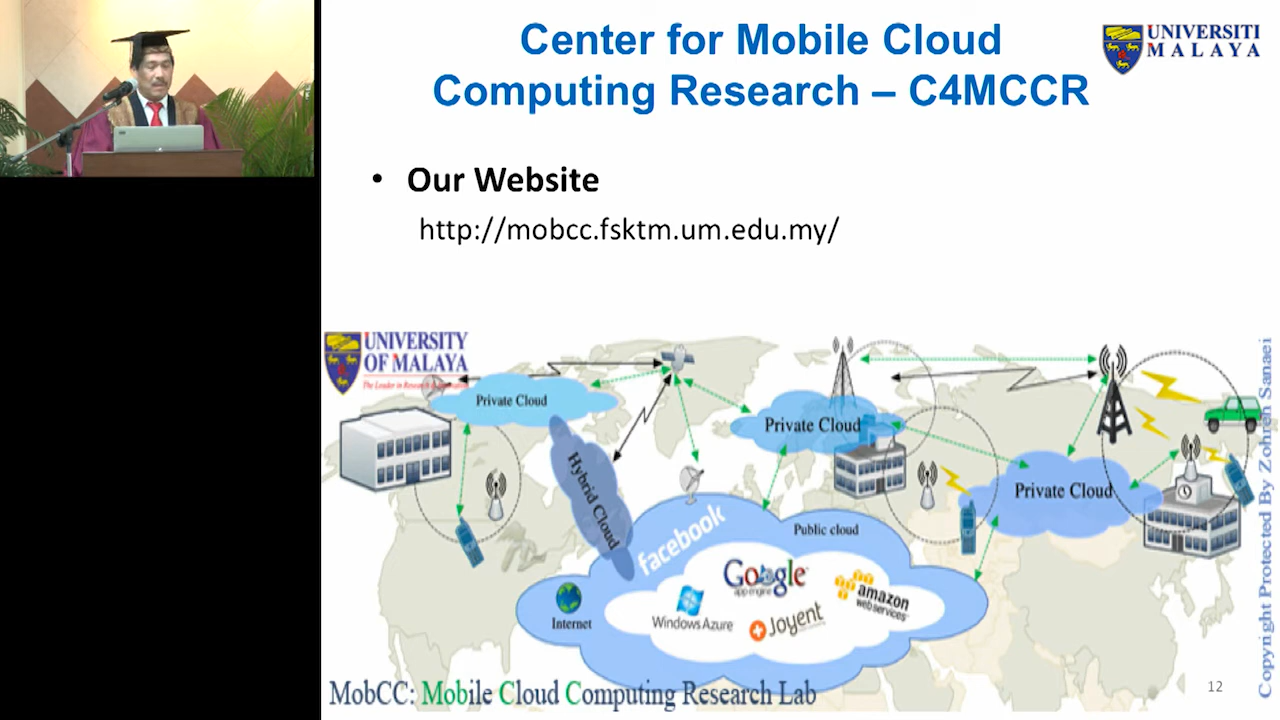 Center for Mobile Cloud
Computing Research – C4MCCR
UNIVERSITI
MALAYA
• Our Website
http://mobcc.fsktm.um.edu.my/
UNIVERSITY
OF MALAYA
The Leader in Research & Innovation
Private Cloud
Hybrid Cloud
Private Cloud
Private Cloud
facebook
Public cloud
Google
app engine
Internet
Windows Azure
Joyent
amazon
web services
MobCC: Mobile Cloud Computing Research Lab
12
Copyright Protected By Zohreh Sanaei